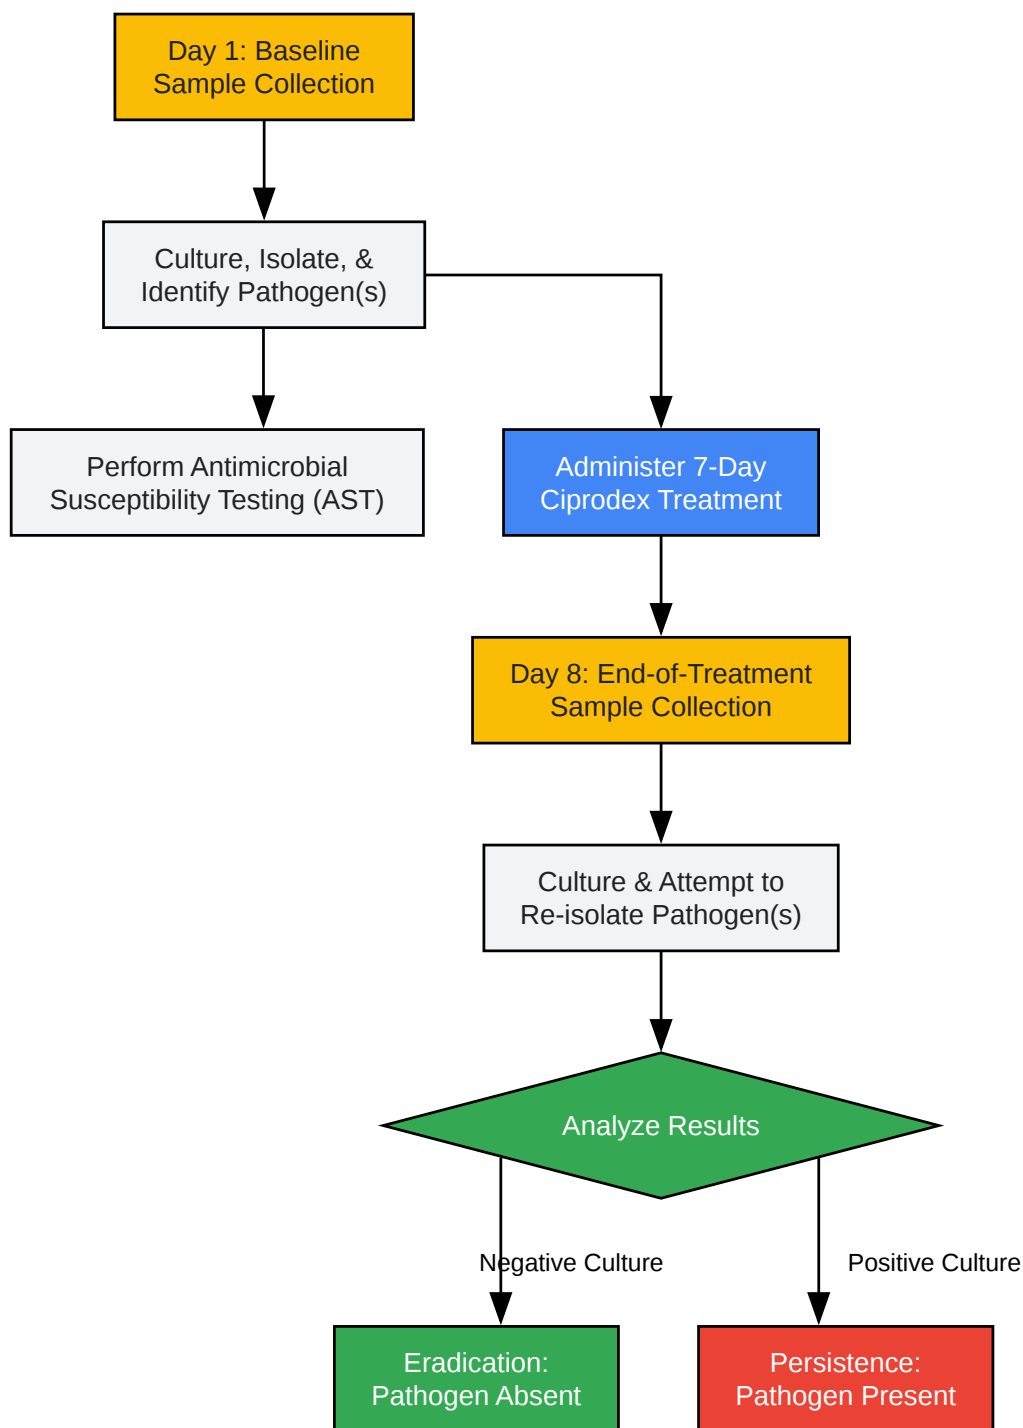 Day 1: Baseline
Sample Collection
Culture, Isolate, &
Identify Pathogen(s)
Perform Antimicrobial
Susceptibility Testing (AST)
Administer 7-Day
Ciprodex Treatment
Day 8: End-of-Treatment
Sample Collection
Culture & Attempt to
Re-isolate Pathogen(s)
Analyze Results
Negative Culture
Positive Culture
Eradication:
Pathogen Absent
Persistence:
Pathogen Present